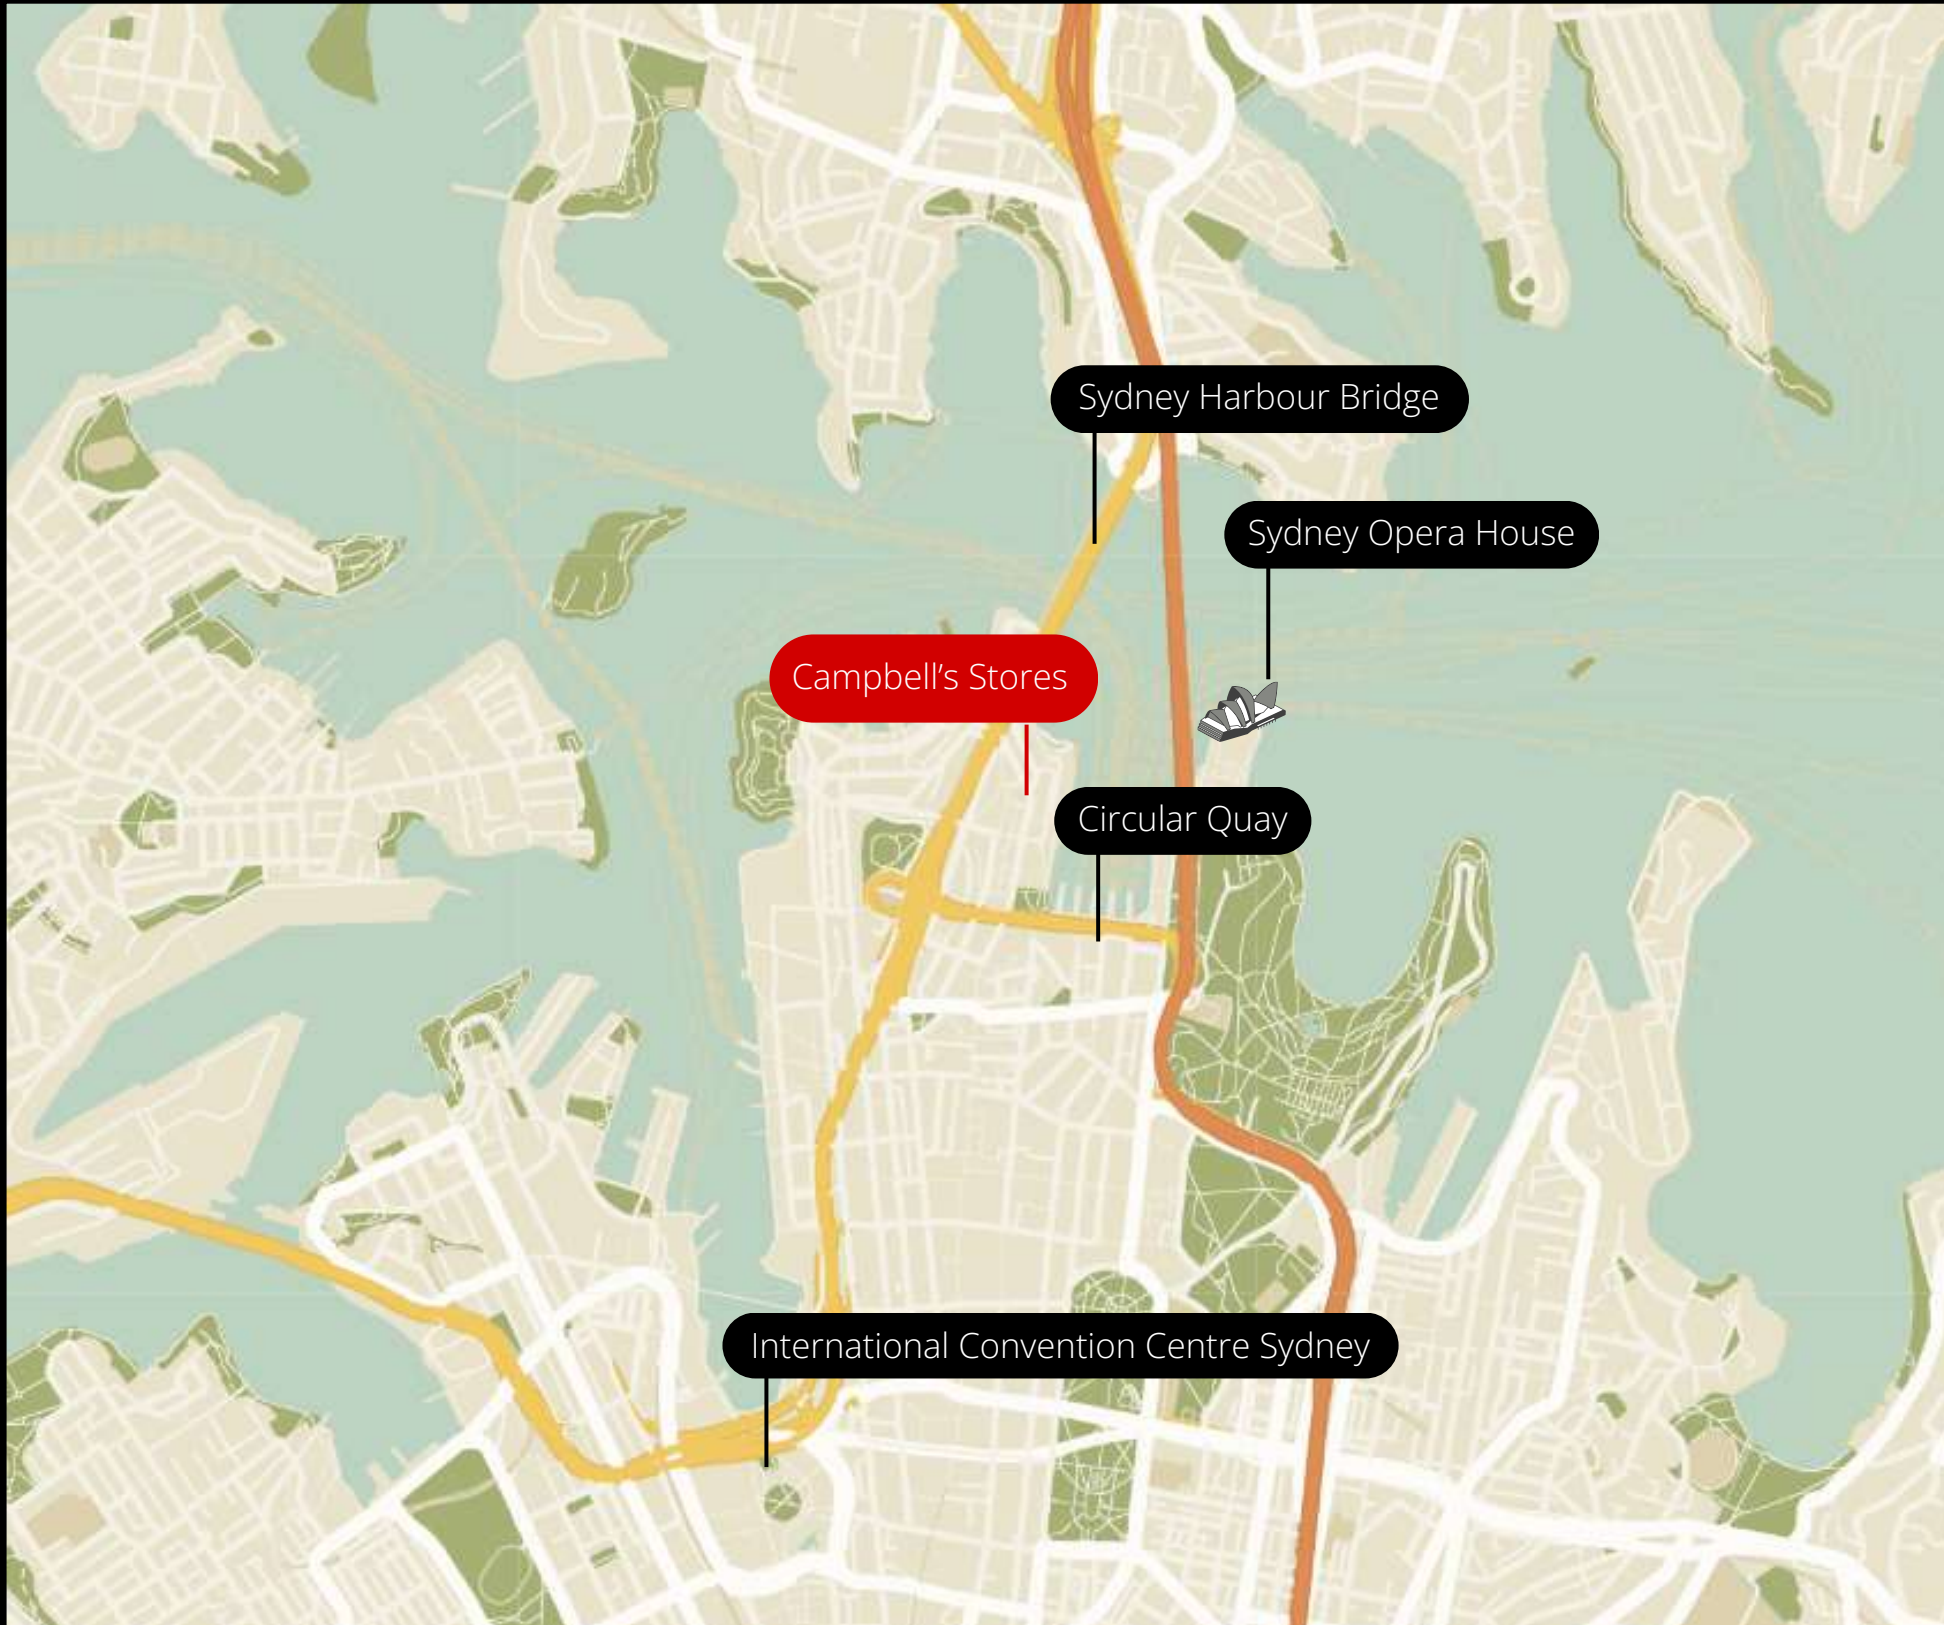 Sydney Harbour Bridge
Sydney Opera House
Campbell’s Stores
Circular Quay
International Convention Centre Sydney